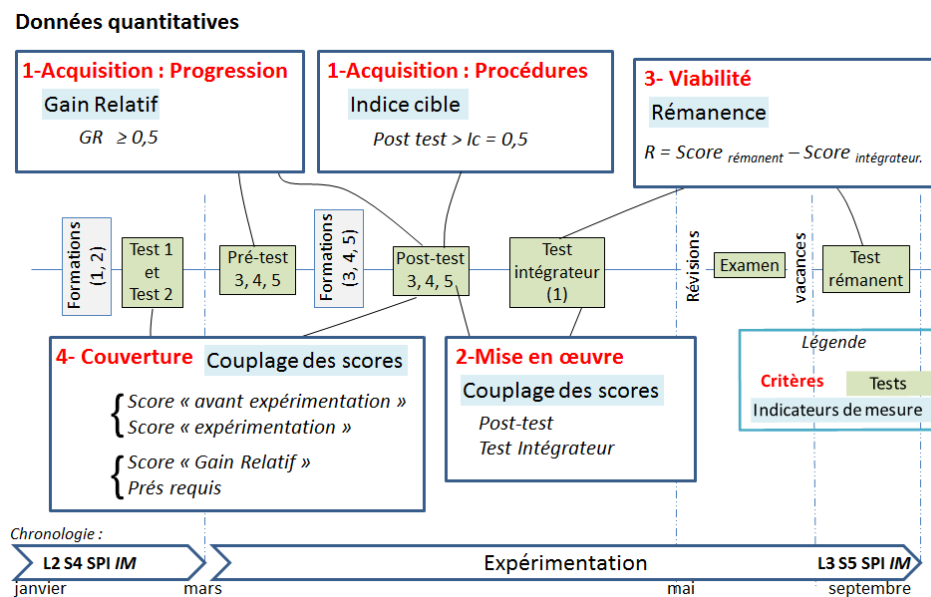 Données quantitatives
1-Acquisition : Progression
Gain Relatif
GR ≥ 0,5
1-Acquisition : Procédures
Indice cible
Post test > Ic = 0,5
3- Viabilité
Rémanence
R = Score rémanent – Score intégrateur.
Formations
(1, 2)
Test 1
et
Test 2
Pré-test
3, 4, 5
Formations
(3, 4, 5)
Post-test
3, 4, 5
Test
intégrateur
(1)
Révisions
Examen
vacances
Test
rémanent
4- Couverture Couplage des scores
Score « avant expérimentation »
Score « expérimentation »
Score « Gain Relatif »
Prés requis
2-Mise en œuvre
Couplage des scores
Post-test
Test Intégrateur
Légende
Critères Tests
Indicateurs de mesure
Chronologie :
L2 S4 SPI IM
Expérimentation
L3 S5 SPI IM
janvier
mars
mai
septembre